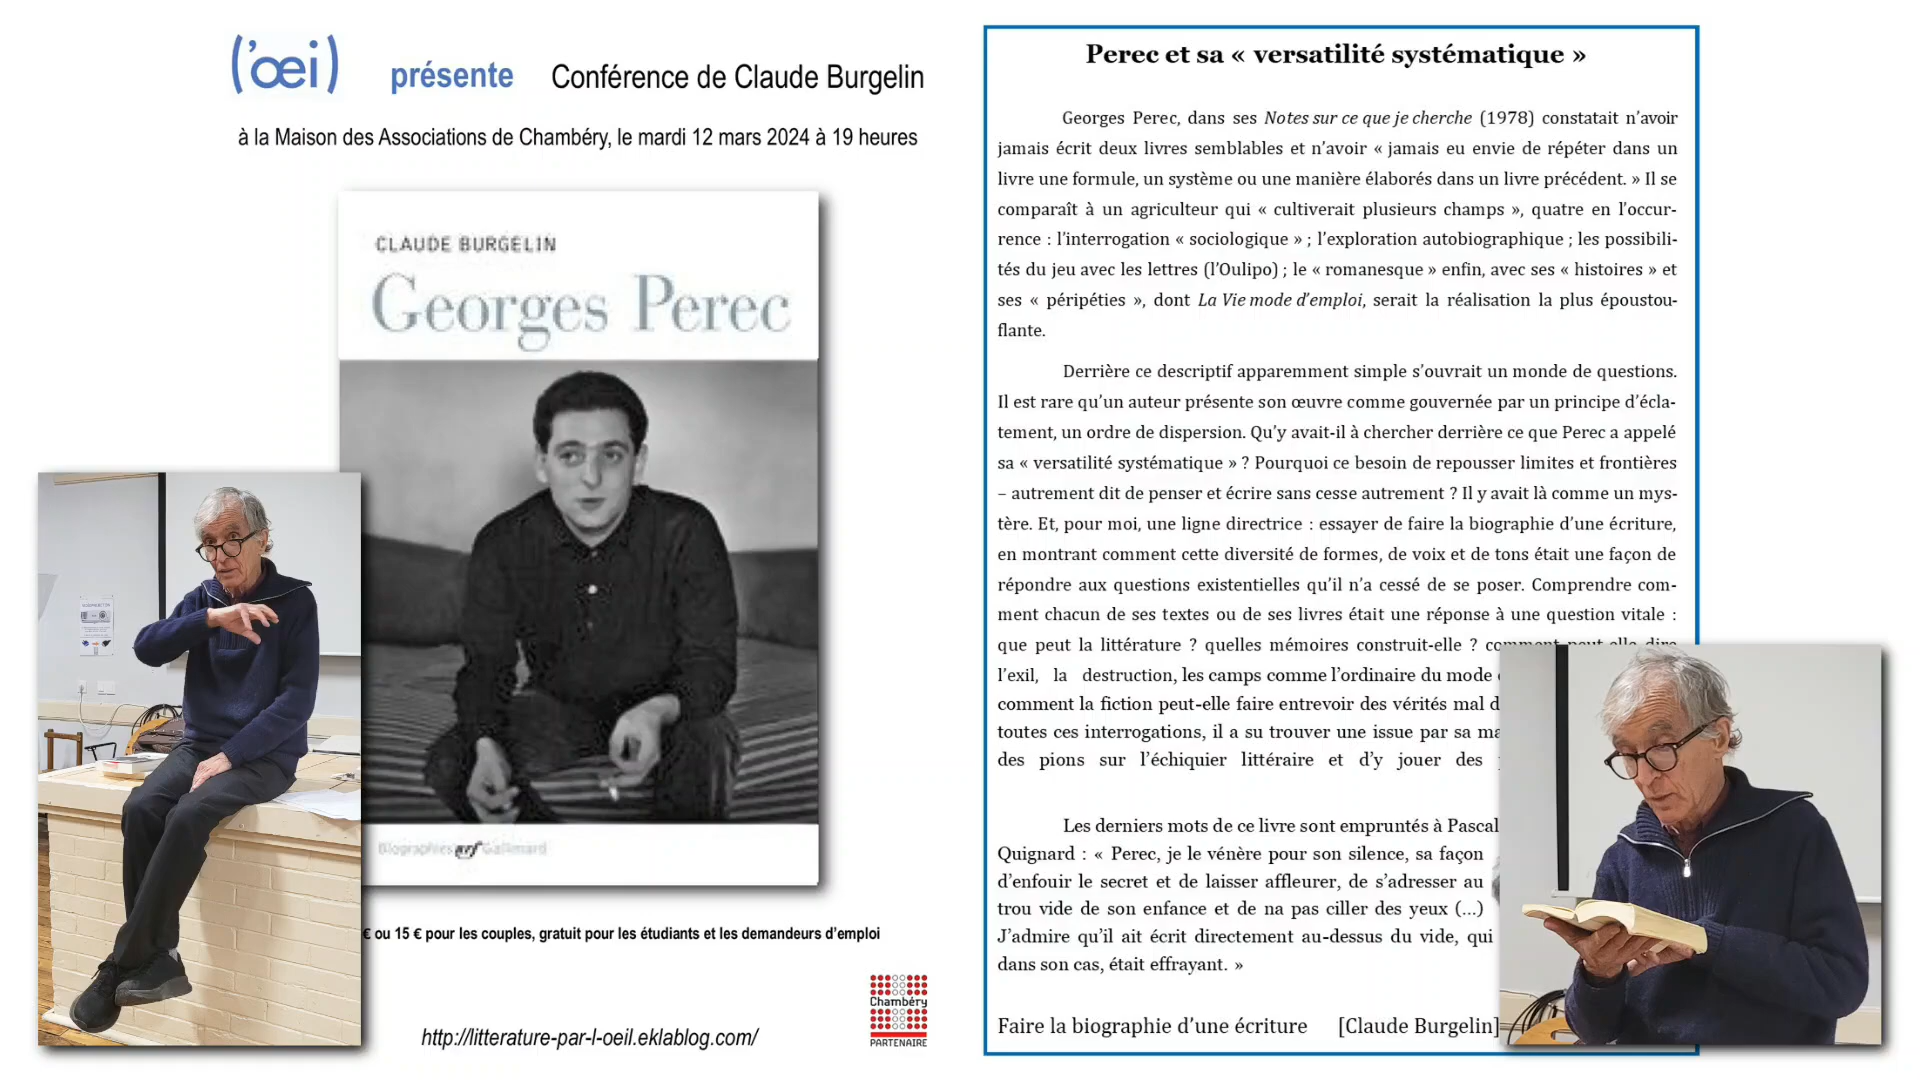 (’œi)
présente
Conférence de Claude Burgelin
à la Maison des Associations de Chambéry, le mardi 12 mars 2024 à 19 heures
CLAUDE BURGELIN
Georges Perec
Biographies nrf Gallimard
€ ou 15 € pour les couples, gratuit pour les étudiants et les demandeurs d’emploi
Chambéry
PARTENAIRE
http://litterature-par-l-oeil.eklablog.com/
Perec et sa « versatilité systématique »
Georges Perec, dans ses Notes sur ce que je cherche (1978) constatait n’avoir
jamais écrit deux livres semblables et n’avoir « jamais eu envie de répéter dans un
livre une formule, un système ou une manière élaborés dans un livre précédent. » Il se
comparaît à un agriculteur qui « cultiverait plusieurs champs », quatre en l’occur-
rence : l’interrogation « sociologique » ; l’exploration autobiographique ; les possibili-
tés du jeu avec les lettres (l’Oulipo) ; le « romanesque » enfin, avec ses « histoires » et
ses « péripéties », dont La Vie mode d’emploi, serait la réalisation la plus époustou-
flante.
Derrière ce descriptif apparemment simple s’ouvrait un monde de questions.
Il est rare qu’un auteur présente son œuvre comme gouvernée par un principe d’écla-
tement, un ordre de dispersion. Qu’y avait-il à chercher derrière ce que Perec a appelé
sa « versatilité systématique » ? Pourquoi ce besoin de repousser limites et frontières
– autrement dit de penser et écrire sans cesse autrement ? Il y avait là comme un mys-
tère. Et, pour moi, une ligne directrice : essayer de faire la biographie d’une écriture,
en montrant comment cette diversité de formes, de voix et de tons était une façon de
répondre aux questions existentielles qu’il n’a cessé de se poser. Comprendre com-
ment chacun de ses textes ou de ses livres était une réponse à une question vitale :
que peut la littérature ? quelles mémoires construit-elle ? comment peut-elle dire
l’exil, la destruction, les camps comme l’ordinaire du mode
comment la fiction peut-elle faire entrevoir des vérités mal
toutes ces interrogations, il a su trouver une issue par sa
des pions sur l’échiquier littéraire et d’y jouer des
Les derniers mots de ce livre sont empruntés à Pascal
Quignard : « Perec, je le vénère pour son silence, sa façon
d’enfouir le secret et de laisser affleurer, de s’adresser au
trou vide de son enfance et de na pas ciller des yeux (...)
J’admire qu’il ait écrit directement au-dessus du vide, qui
dans son cas, était effrayant. »
Faire la biographie d’une écriture [Claude Burgelin]